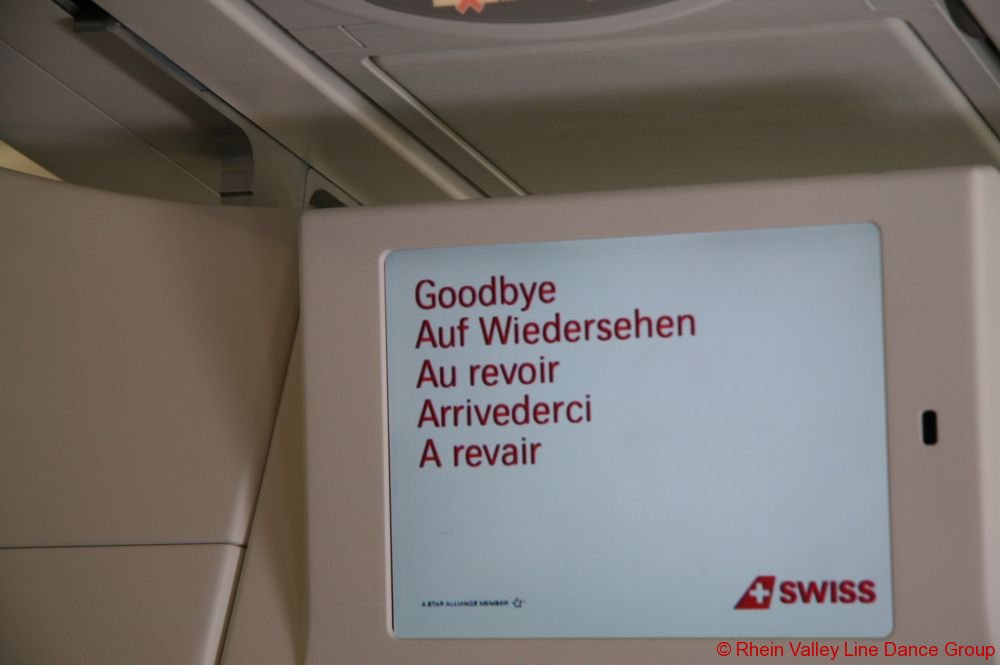 Goodbye
Auf Wiedersehen
Au revoir
Arrivederci
A revair
A STAR ALLIANCE MEMBER
SWISS
© Rhein Valley Line Dance Group